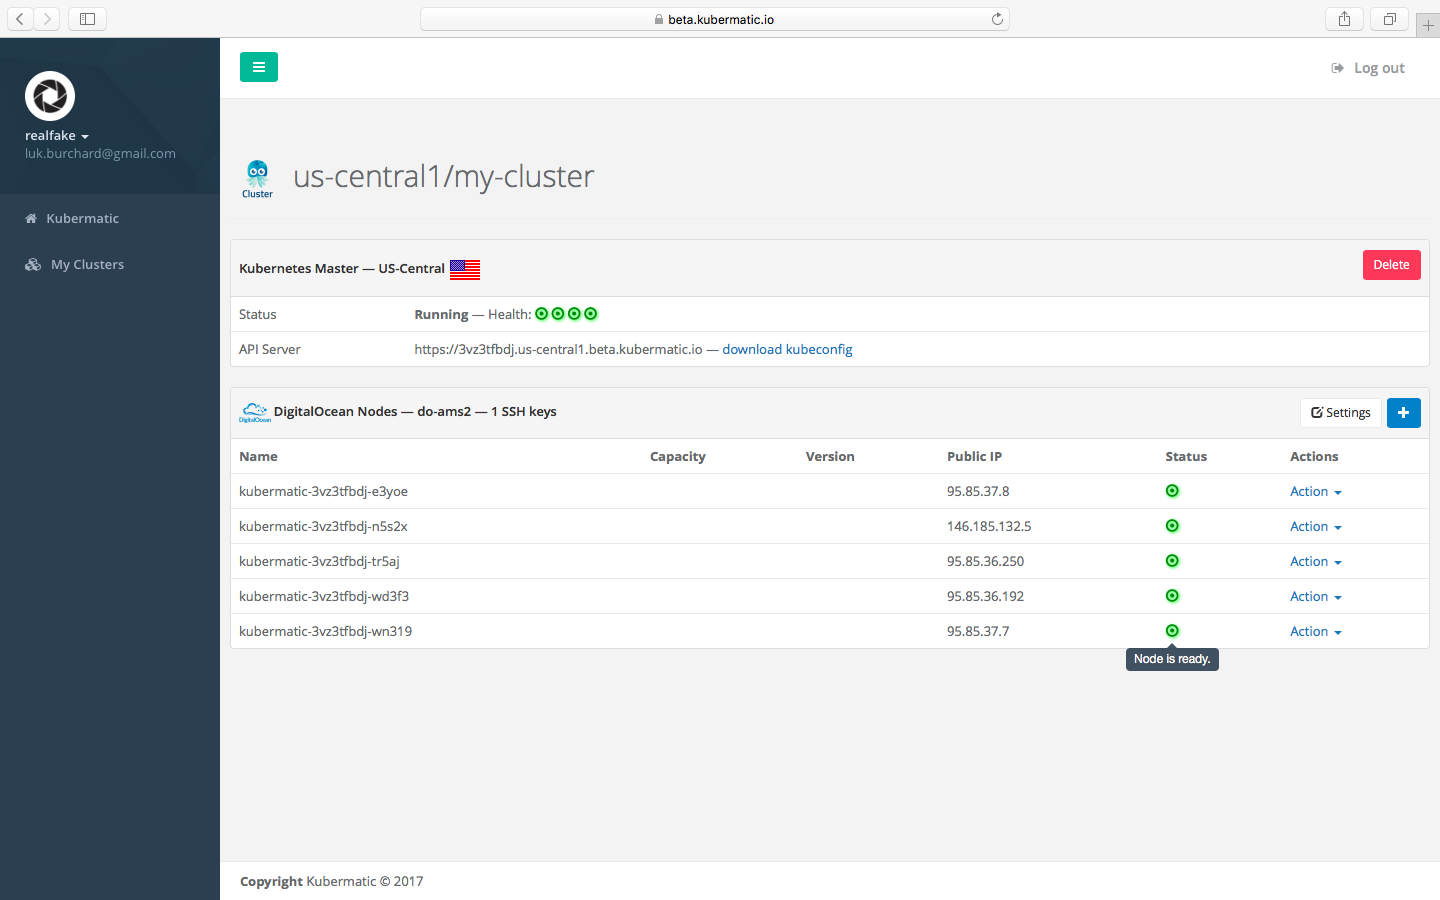 beta.kubermatic.io
Log out
realfake
luk.burchard@gmail.com
Kubermatic
My Clusters
Cluster
us-central1/my-cluster
Kubernetes Master — US-Central
Delete
Status Running — Health:
API Server https://3vz3tfbdj.us-central1.beta.kubermatic.io — download kubeconfig
DigitalOcean
DigitalOcean Nodes — do-ams2 — 1 SSH keys
Settings
Name Capacity Version Public IP Status Actions
kubermatic-3vz3tfbdj-e3yoe 95.85.37.8 Action
kubermatic-3vz3tfbdj-n5s2x 146.185.132.5 Action
kubermatic-3vz3tfbdj-tr5aj 95.85.36.250 Action
kubermatic-3vz3tfbdj-wd3f3 95.85.36.192 Action
kubermatic-3vz3tfbdj-wn319 95.85.37.7 Action
Node is ready.
Copyright Kubermatic © 2017